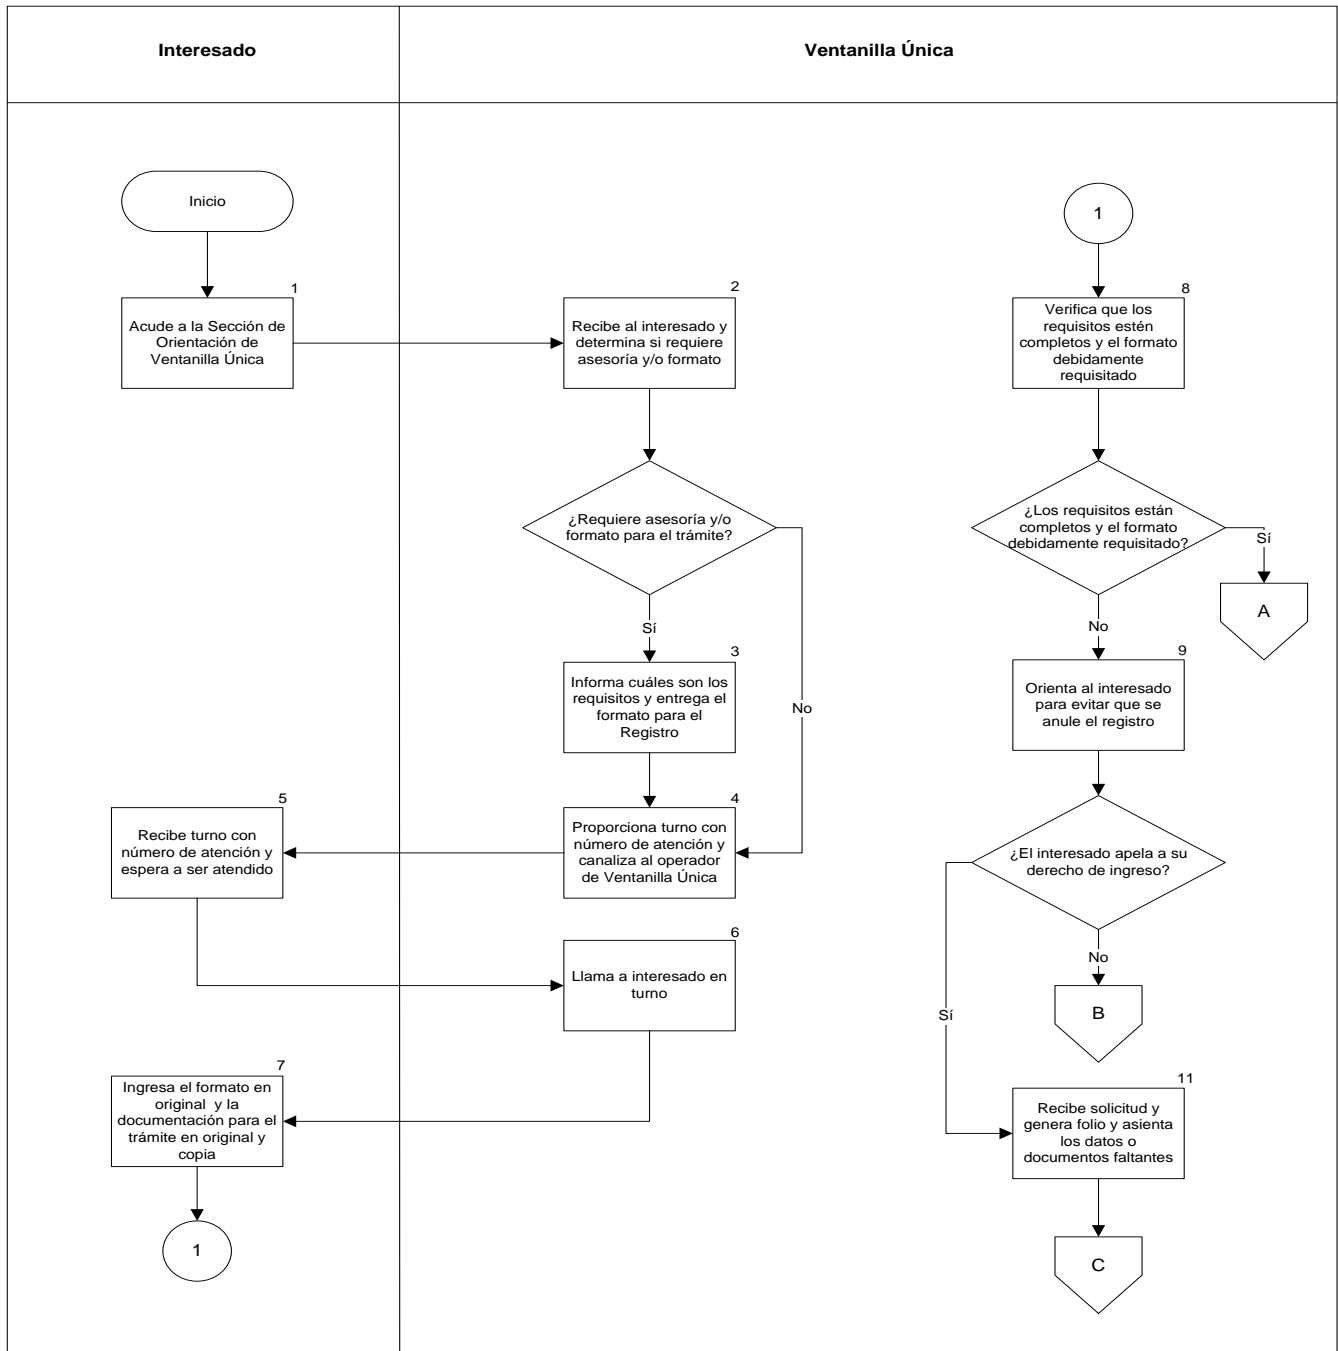 Interesado
Ventanilla Única
Inicio
1
Acude a la Sección de
Orientación de
Ventanilla Única
2
Recibe al interesado y
determina si requiere
asesoría y/o formato
¿Requiere asesoría y/o
formato para el trámite?
Sí
No
3
Informa cuáles son los
requisitos y entrega el
formato para el
Registro
4
Proporciona turno con
número de atención y
canaliza al operador
de Ventanilla Única
5
Recibe turno con
número de atención y
espera a ser atendido
6
Llama a interesado en
turno
7
Ingresa el formato en
original y la
documentación para el
trámite en original y
copia
1
1
8
Verifica que los
requisitos estén
completos y el formato
debidamente
requisitado
¿Los requisitos están
completos y el formato
debidamente requisitado?
Sí
A
No
9
Orienta al interesado
para evitar que se
anule el registro
¿El interesado apela a su
derecho de ingreso?
No
B
Sí
11
Recibe solicitud y
genera folio y asienta
los datos o
documentos faltantes
C